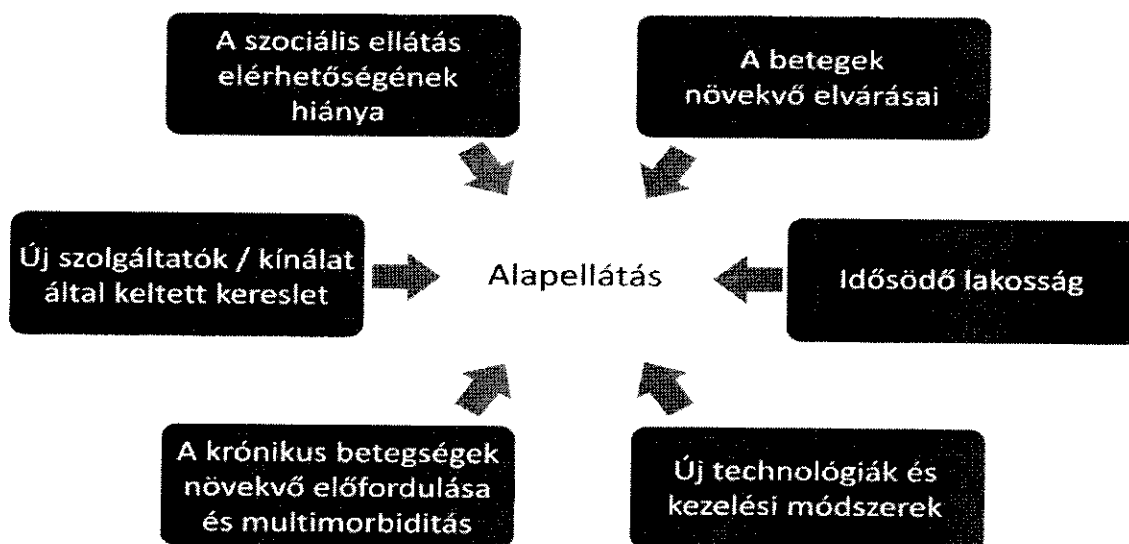 A szociális ellátás
elérhetőségének
hiánya
A betegek
növekvő elvárásai
Új szolgáltatók / kínálat
által keltett kereslet
Alapellátás
Idősödő lakosság
A krónikus betegségek
növekvő előfordulása
és multimorbiditás
Új technológiák és
kezelési módszerek